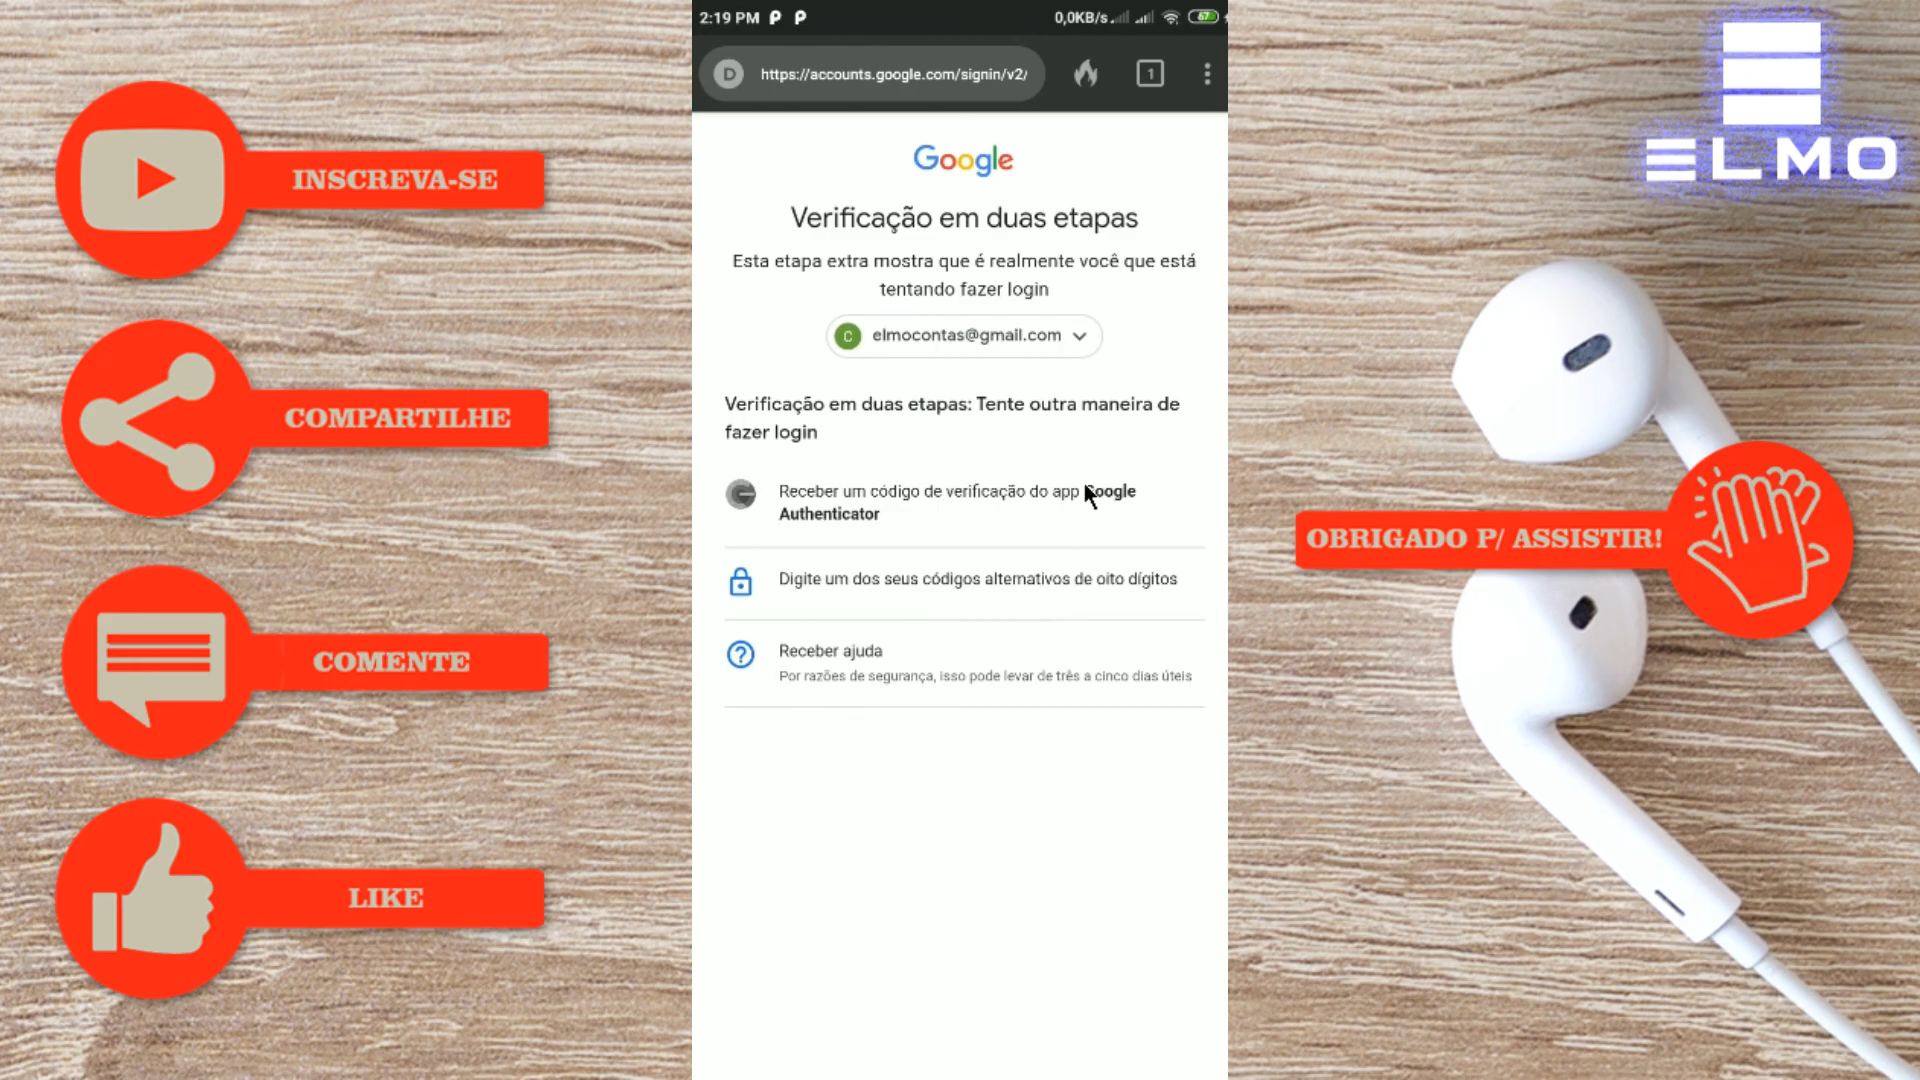 INSCREVA-SE
COMPARTILHE
COMENTE
LIKE
2:19 PM
0,0KB/s
67
D
https://accounts.google.com/signin/v2/
1
Google
Verificação em duas etapas
Esta etapa extra mostra que é realmente você que está
tentando fazer login
C
elmocontas@gmail.com
Verificação em duas etapas: Tente outra maneira de
fazer login
Receber um código de verificação do app Google
Authenticator
Digite um dos seus códigos alternativos de oito dígitos
Receber ajuda
Por razões de segurança, isso pode levar de três a cinco dias úteis
ELMO
OBRIGADO P/ ASSISTIR!